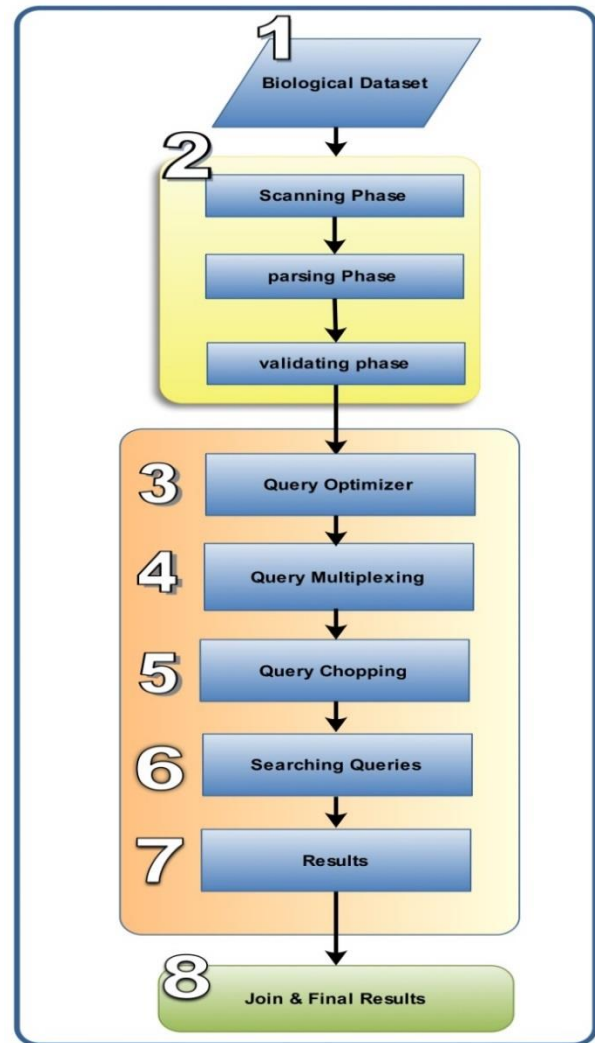 1
Biological Dataset
2
Scanning Phase
parsing Phase
validating phase
3
Query Optimizer
4
Query Multiplexing
5
Query Chopping
6
Searching Queries
7
Results
8
Join & Final Results